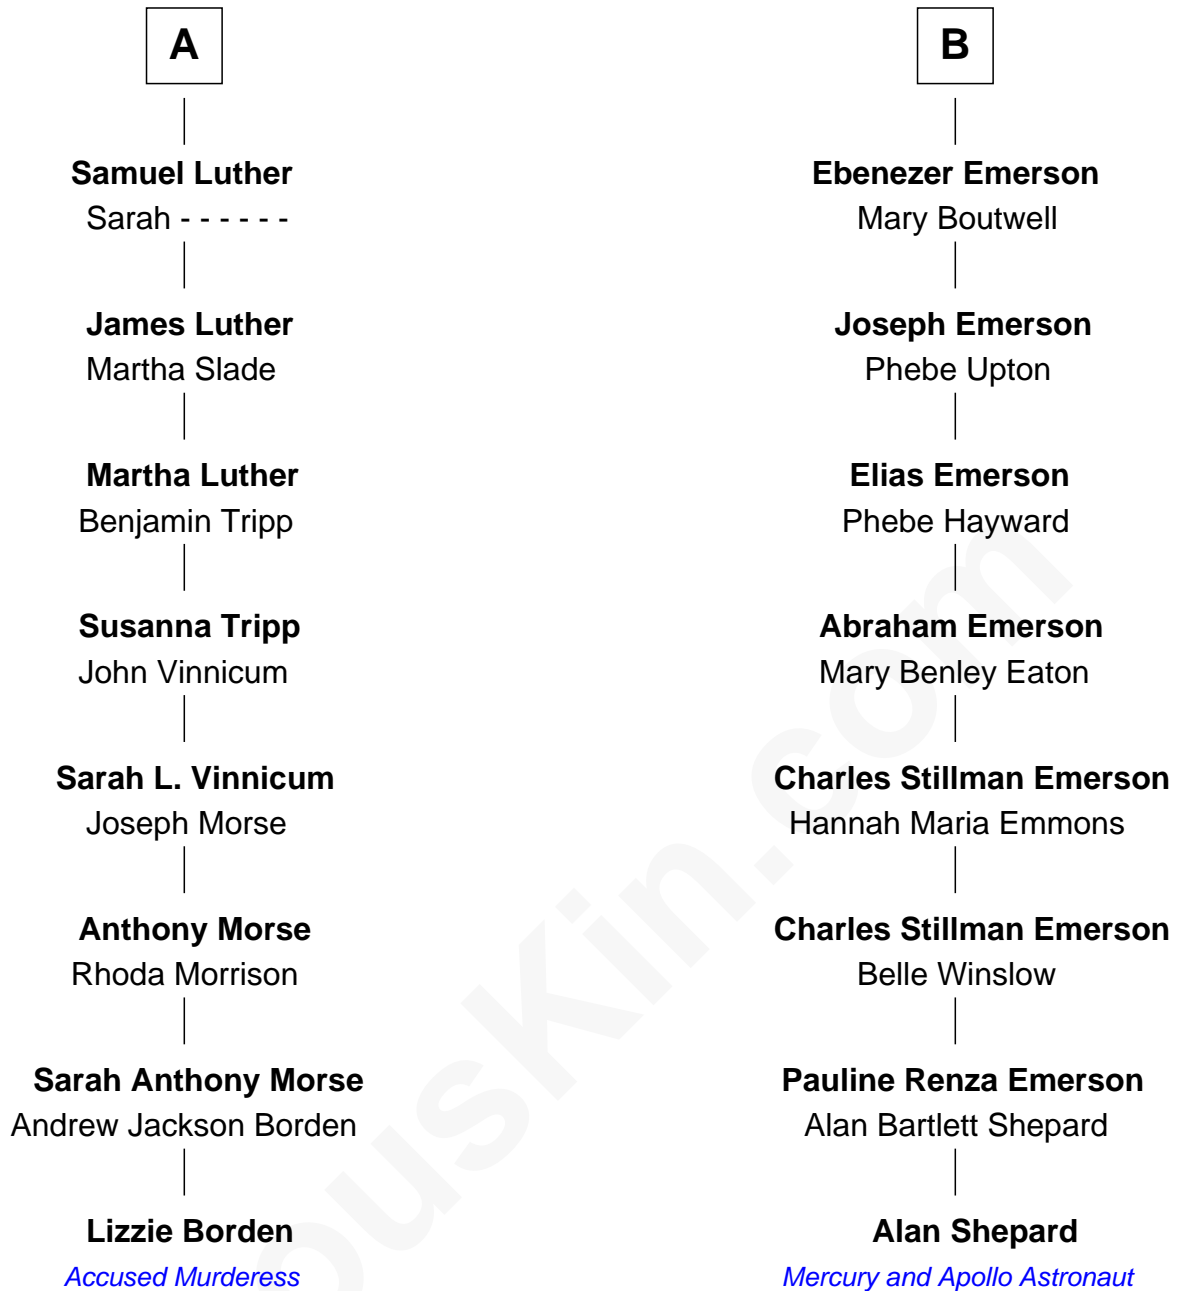 A
Samuel Luther
Sarah - - - - - -
James Luther
Martha Slade
Martha Luther
Benjamin Tripp
Susanna Tripp
John Vinnicum
Sarah L. Vinnicum
Joseph Morse
Anthony Morse
Rhoda Morrison
Sarah Anthony Morse
Andrew Jackson Borden
Lizzie Borden
Accused Murderess
B
Ebenezer Emerson
Mary Boutwell
Joseph Emerson
Phebe Upton
Elias Emerson
Phebe Hayward
Abraham Emerson
Mary Benley Eaton
Charles Stillman Emerson
Hannah Maria Emmons
Charles Stillman Emerson
Belle Winslow
Pauline Renza Emerson
Alan Bartlett Shepard
Alan Shepard
Mercury and Apollo Astronaut
ousKin.com